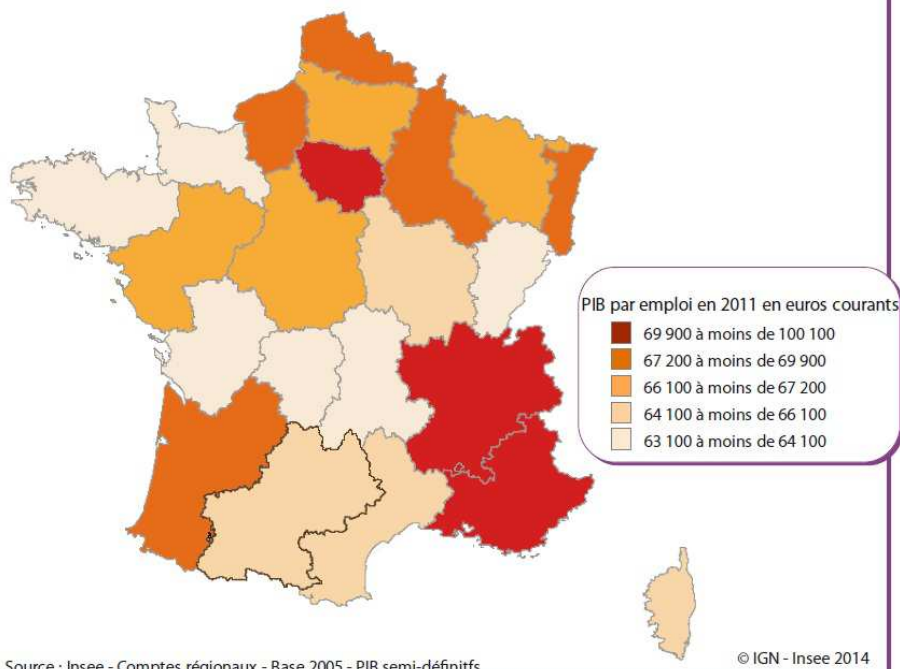 PIB par emploi en 2011 en euros courants
69 900 à moins de 100 100
67 200 à moins de 69 900
66 100 à moins de 67 200
64 100 à moins de 66 100
63 100 à moins de 64 100
Source : Insee - Comptes régionaux - Base 2005 - PIB semi-définitfs
© IGN - Insee 2014